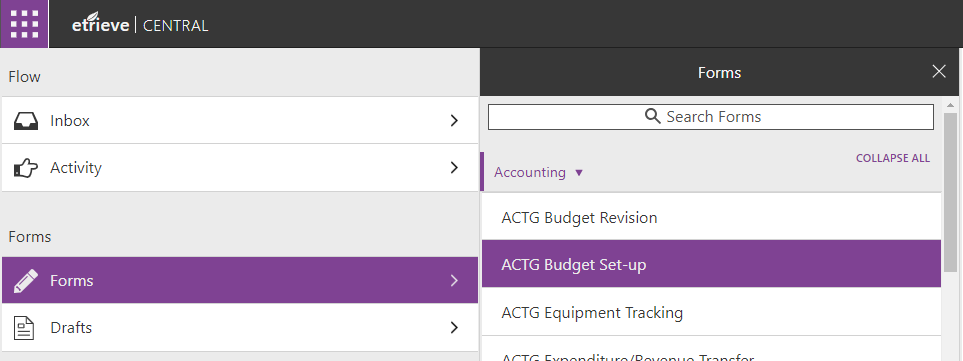 etrieve | CENTRAL
Flow
Inbox
Activity
Forms
Forms
Drafts
Forms
Search Forms
COLLAPSE ALL
Accounting
ACTG Budget Revision
ACTG Budget Set-up
ACTG Equipment Tracking
ACTG Expenditure/Revenue Transfer